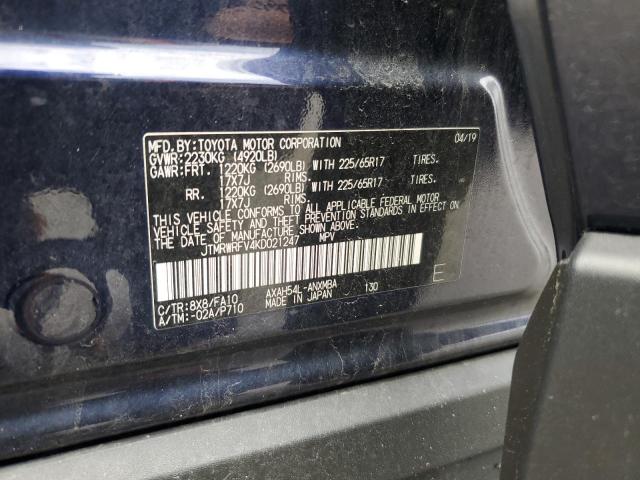 MFD.BY:TOYOTA MOTOR CORPORATION 04/19
GVWR:2230KG (4920LB)
GAWR:FRT. 1220KG (2690LB) WITH 225/65R17 TIRES.
17X7J RIMS.
RR. 1220KG (2690LB) WITH 225/65R17 TIRES.
17X7J RIMS.
THIS VEHICLE CONFORMS TO ALL APPLICABLE FEDERAL MOTOR
VEHICLE SAFETY AND THEFT PREVENTION STANDARDS IN EFFECT ON THE
DATE OF MANUFACTURE SHOWN ABOVE.
JTMRWRFV4KD021247 MPV
C/TR:8X8/FA10 AXAH54L-ANXMBA 130
A/TM:-02A/P710 MADE IN JAPAN
E